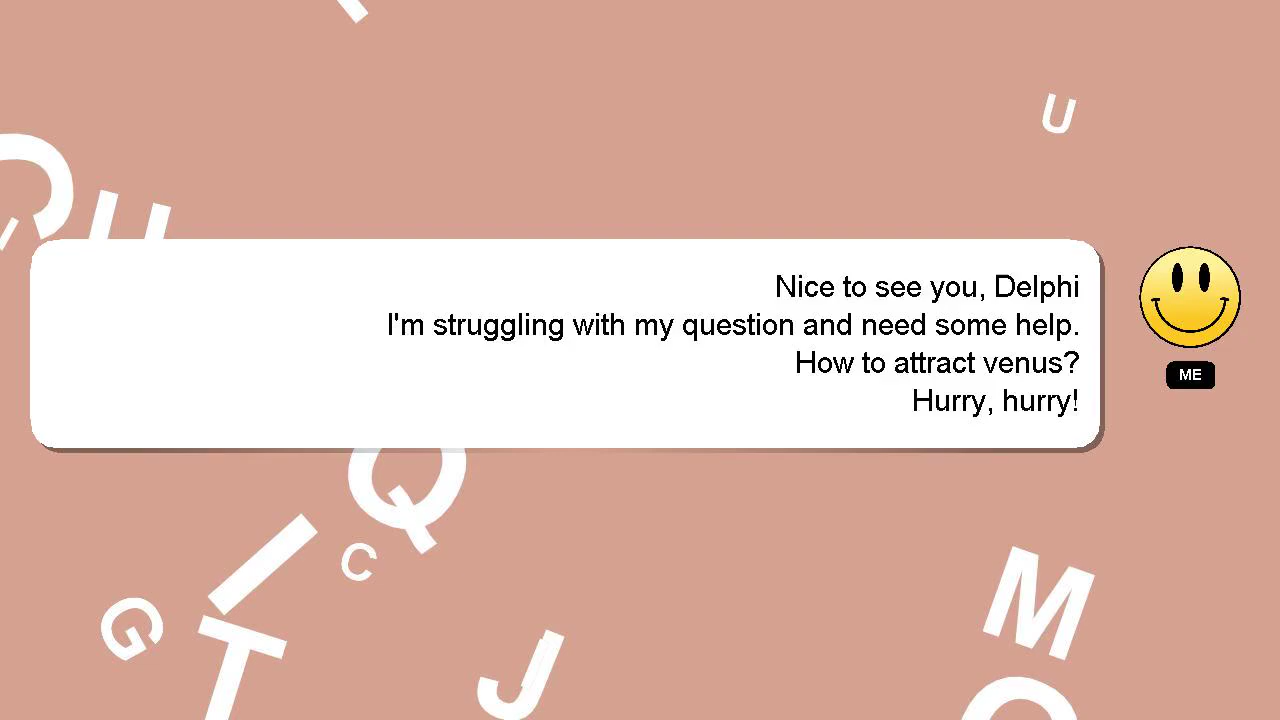 U
U
Nice to see you, Delphi
I'm struggling with my question and need some help.
How to attract venus?
Hurry, hurry!
ME
Q
I
C
G
T
J
M